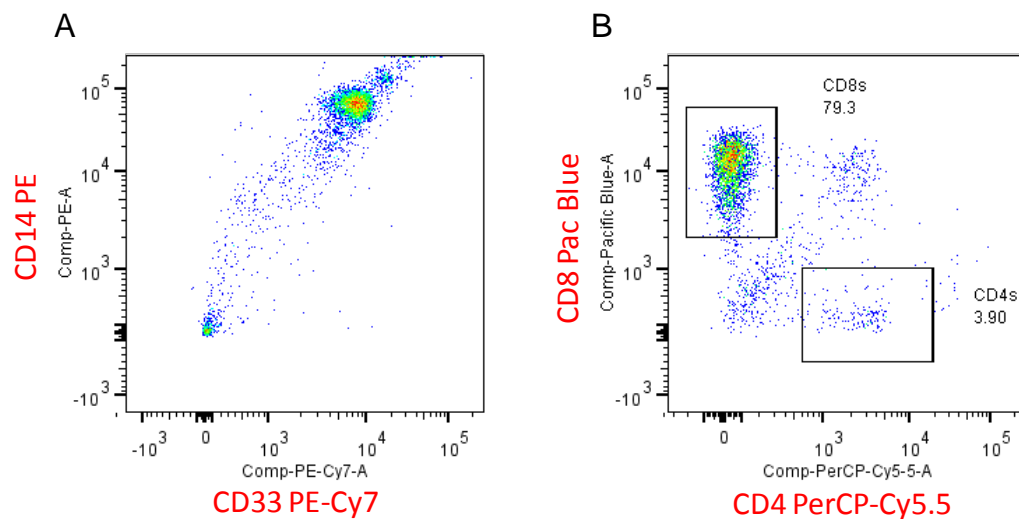 A
CD14 PE
Comp-PE-A
10^5
10^4
10^3
-10^3
-10^3
0
10^3
10^4
10^5
Comp-PE-Cy7-A
CD33 PE-Cy7
B
CD8 Pac Blue
Comp-Pacific Blue-A
10^5
10^4
10^3
-10^3
CD8s
79.3
CD4s
3.90
0
10^3
10^4
10^5
Comp-PerCP-Cy5-5-A
CD4 PerCP-Cy5.5